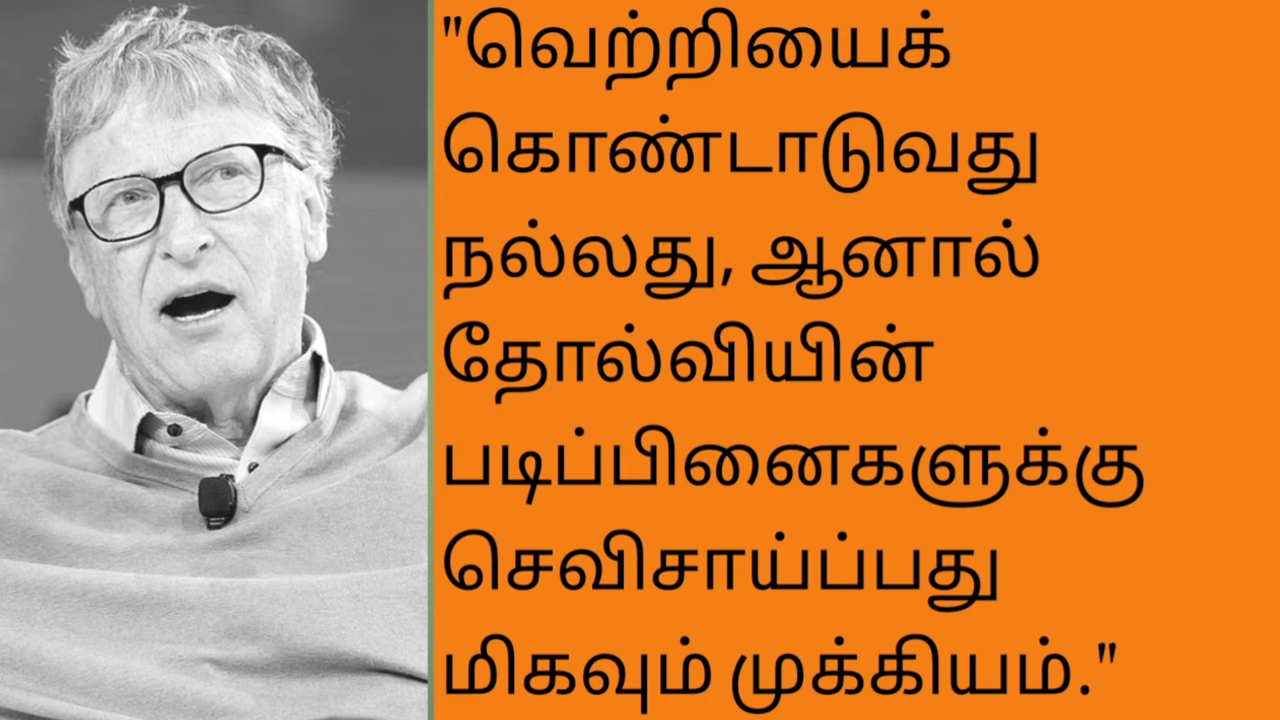 "வெற்றியைக்
கொண்டாடுவது
நல்லது, ஆனால்
தோல்வியின்
படிப்பினைகளுக்கு
செவிசாய்ப்பது
மிகவும் முக்கியம்."